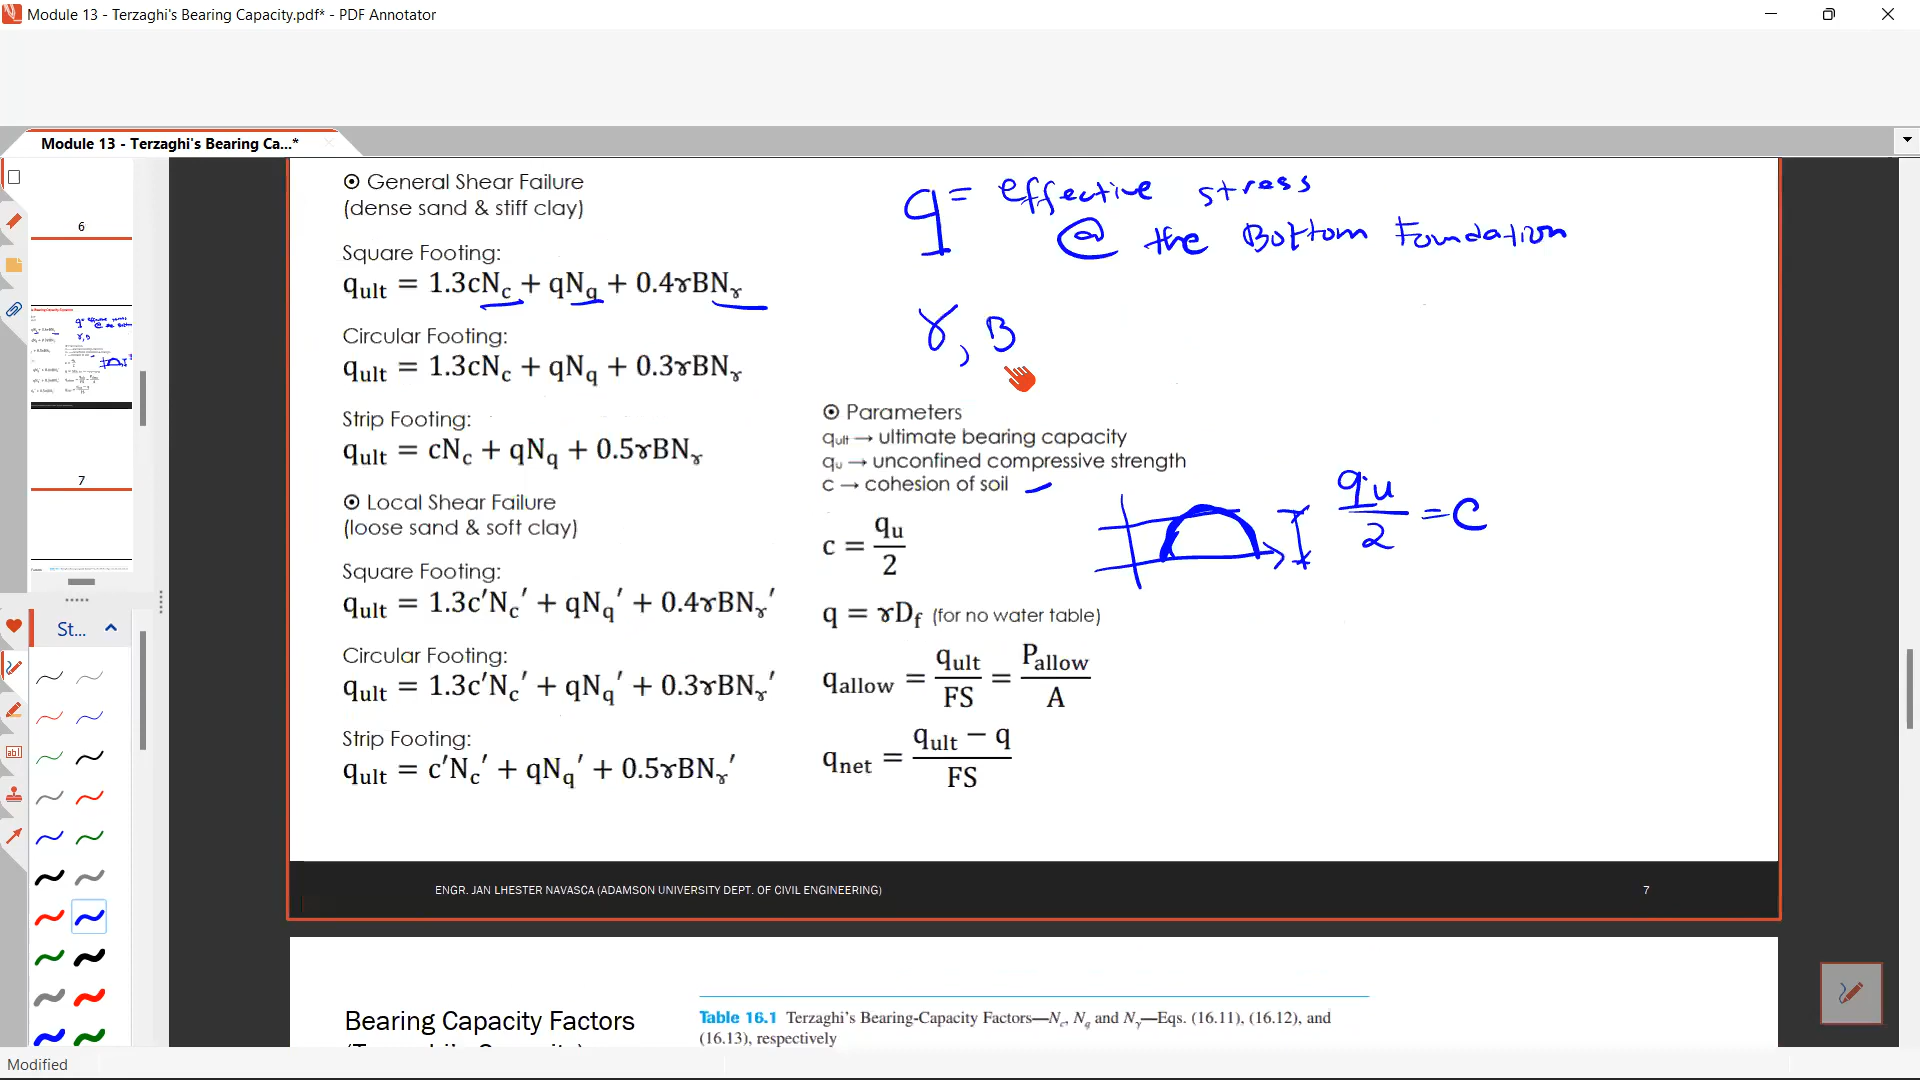 Module 13 - Terzaghi's Bearing Capacity.pdf* - PDF Annotator
Module 13 - Terzaghi's Bearing Ca...*
6
7
St...
⦿ General Shear Failure
(dense sand & stiff clay)
Square Footing:
qult = 1.3cNc + qNq + 0.4ɤBNɤ
Circular Footing:
qult = 1.3cNc + qNq + 0.3ɤBNɤ
Strip Footing:
qult = cNc + qNq + 0.5ɤBNɤ
⦿ Local Shear Failure
(loose sand & soft clay)
Square Footing:
qult = 1.3c′Nc′ + qNq′ + 0.4ɤBNɤ′
Circular Footing:
qult = 1.3c′Nc′ + qNq′ + 0.3ɤBNɤ′
Strip Footing:
qult = c′Nc′ + qNq′ + 0.5ɤBNɤ′
q = effective stress
@ the Bottom Foundation
ɤ, B
⦿ Parameters
qult → ultimate bearing capacity
qu → unconfined compressive strength
c → cohesion of soil
c = qu/2
qu/2 = C
q = ɤDf (for no water table)
qallow = qult/FS = Pallow/A
qnet = (qult − q)/FS
ENGR. JAN LHESTER NAVASCA (ADAMSON UNIVERSITY DEPT. OF CIVIL ENGINEERING)
7
Bearing Capacity Factors
Table 16.1 Terzaghi's Bearing-Capacity Factors—Nc, Nq and Nγ—Eqs. (16.11), (16.12), and
(16.13), respectively
Modified